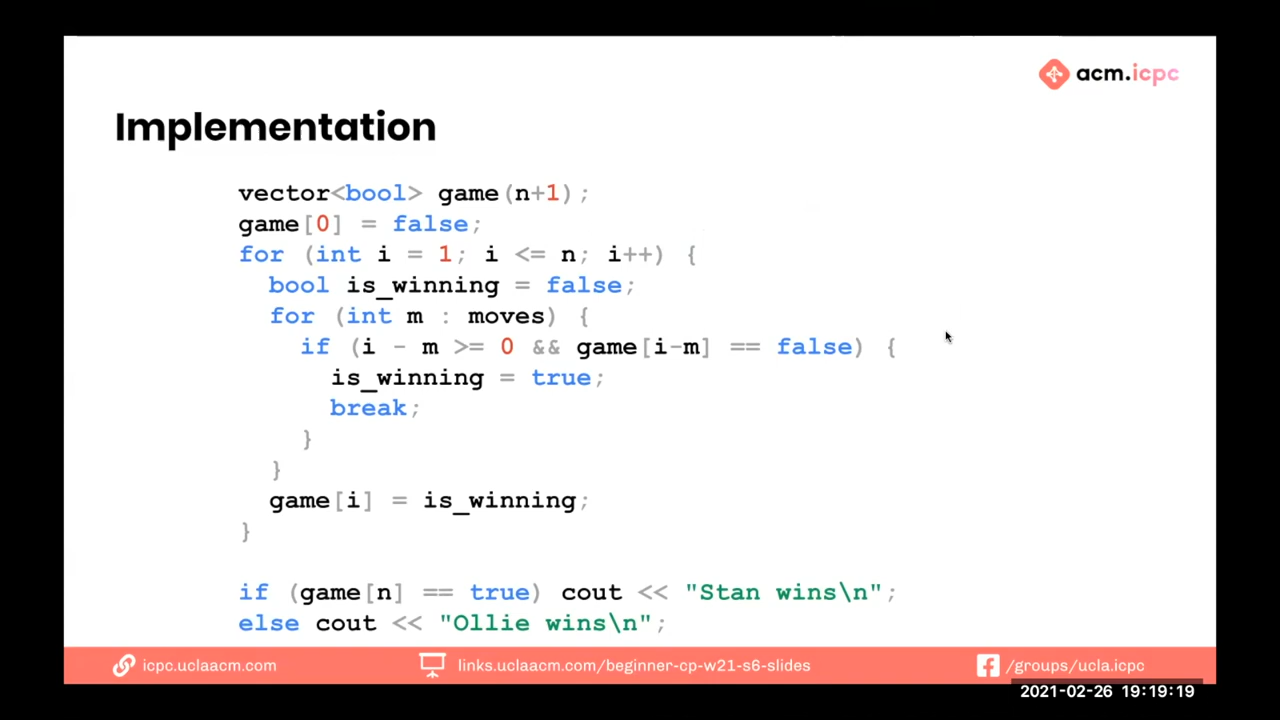 acm.icpc
Implementation
vector<bool> game(n+1);
game[0] = false;
for (int i = 1; i <= n; i++) {
  bool is_winning = false;
  for (int m : moves) {
    if (i - m >= 0 && game[i-m] == false) {
      is_winning = true;
      break;
    }
  }
  game[i] = is_winning;
}
if (game[n] == true) cout << "Stan wins\n";
else cout << "Ollie wins\n";
icpc.uclaacm.com links.uclaacm.com/beginner-cp-w21-s6-slides /groups/ucla.icpc
2021-02-26 19:19:19